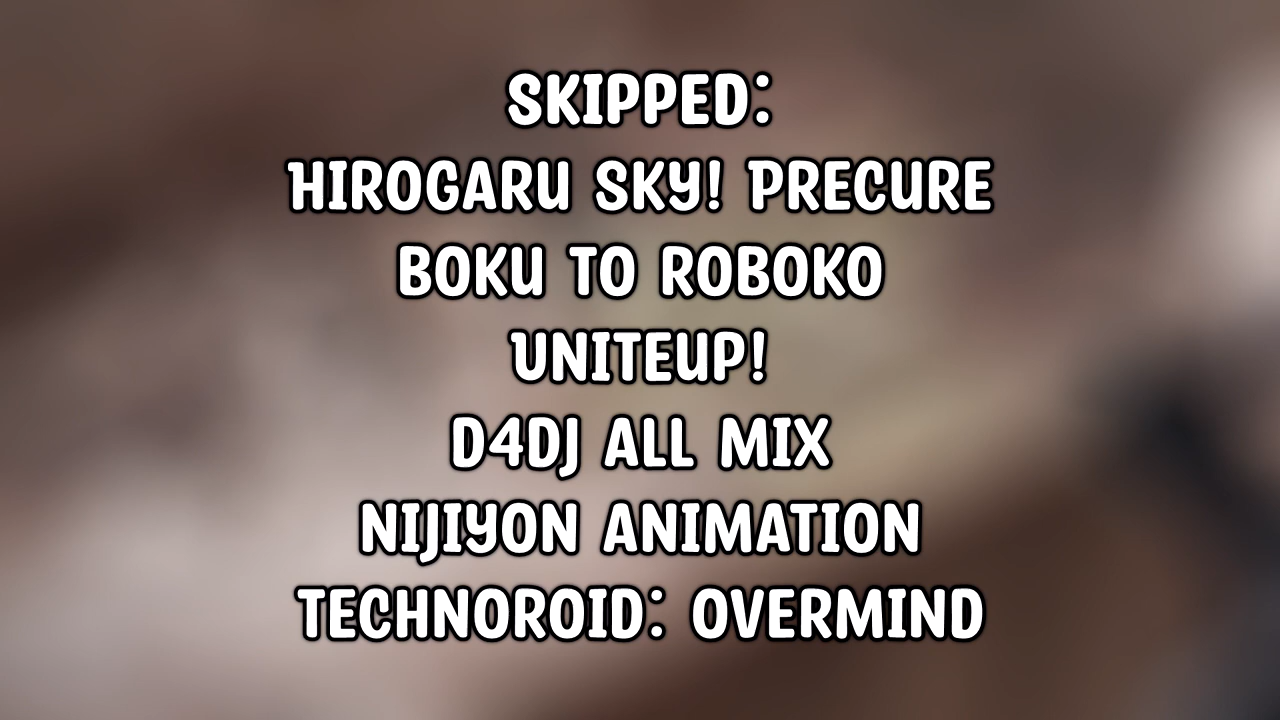 SKIPPED:
HIROGARU SKY! PRECURE
BOKU TO ROBOKO
UNITEUP!
D4DJ ALL MIX
NIJIYON ANIMATION
TECHNOROID: OVERMIND